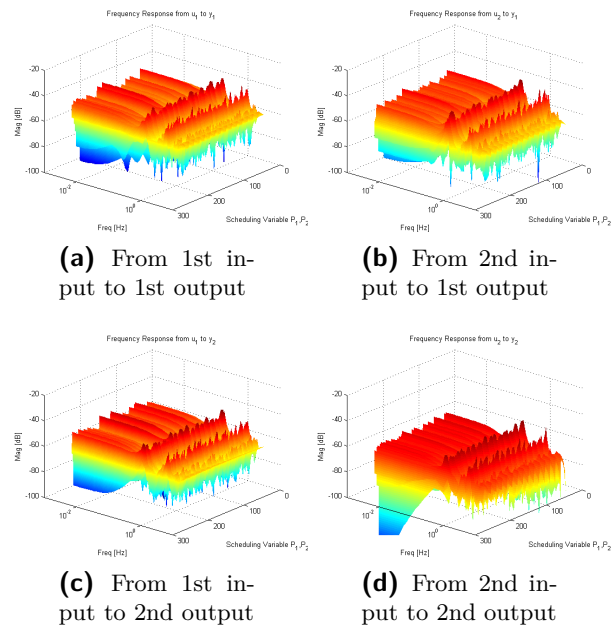 Frequency Response from u1 to y1
-20
-40
-60
-80
-100
Mag [dB]
10^-2
10^0
Freq [Hz]
300
200
100
0
Scheduling Variable P1,P2
(a) From 1st in-
put to 1st output
Frequency Response from u2 to y1
-20
-40
-60
-80
-100
Mag [dB]
10^-2
10^0
Freq [Hz]
300
200
100
0
Scheduling Variable P1,P2
(b) From 2nd in-
put to 1st output
Frequency Response from u1 to y2
-20
-40
-60
-80
-100
Mag [dB]
10^-2
10^0
Freq [Hz]
300
200
100
0
Scheduling Variable P1,P2
(c) From 1st in-
put to 2nd output
Frequency Response from u2 to y2
-20
-40
-60
-80
-100
Mag [dB]
10^-2
10^0
Freq [Hz]
300
200
100
0
Scheduling Variable P1,P2
(d) From 2nd in-
put to 2nd output